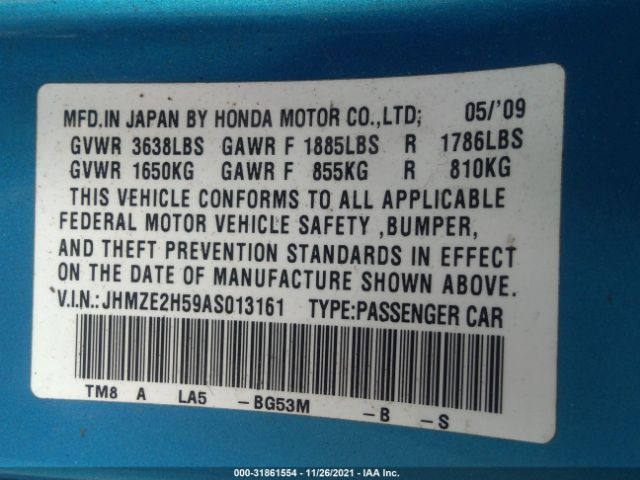 MFD.IN JAPAN BY HONDA MOTOR CO.,LTD; 05/'09
GVWR 3638LBS GAWR F 1885LBS R 1786LBS
GVWR 1650KG GAWR F 855KG R 810KG
THIS VEHICLE CONFORMS TO ALL APPLICABLE
FEDERAL MOTOR VEHICLE SAFETY ,BUMPER,
AND THEFT PREVENTION STANDARDS IN EFFECT
ON THE DATE OF MANUFACTURE SHOWN ABOVE.
V.I.N.:JHMZE2H59AS013161 TYPE:PASSENGER CAR
TM8 A LA5 -BG53M -B -S
000-31861554 - 11/26/2021 - IAA Inc.